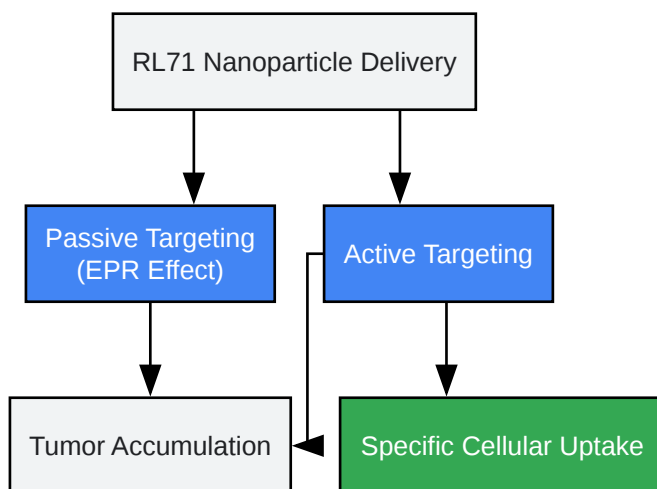 RL71 Nanoparticle Delivery
Passive Targeting
(EPR Effect)
Active Targeting
Tumor Accumulation
Specific Cellular Uptake